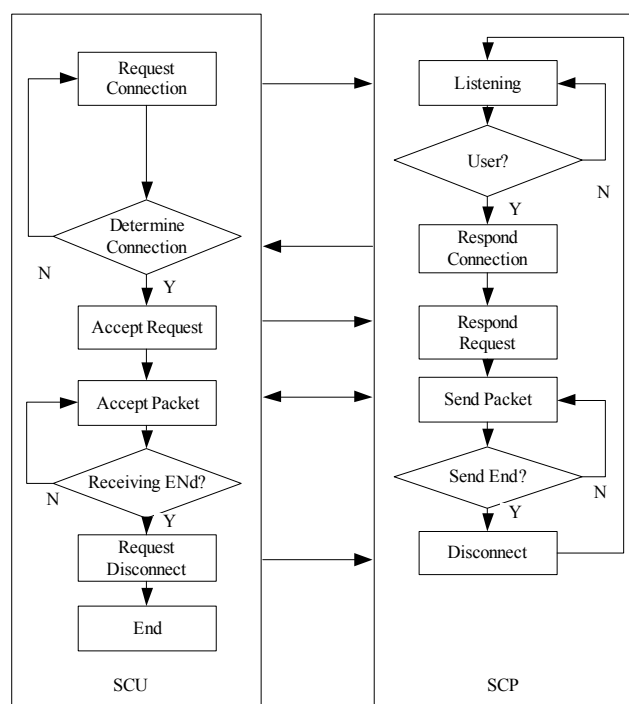 Request
Connection
Determine
Connection
N
Y
Accept Request
Accept Packet
Receiving ENd?
N
Y
Request
Disconnect
End
SCU
Listening
User?
N
Y
Respond
Connection
Respond
Request
Send Packet
Send End?
N
Y
Disconnect
SCP